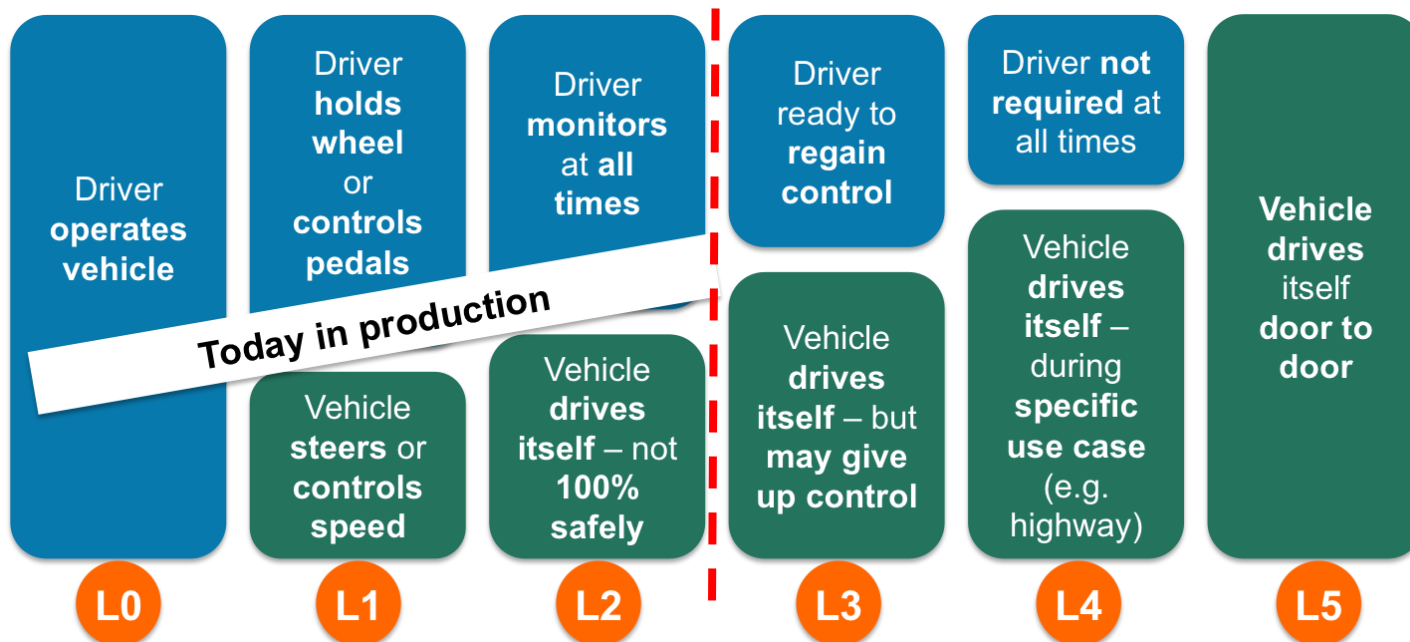 Driver
operates
vehicle
L0
Driver
holds
wheel
or
controls
pedals
Vehicle
steers or
controls
speed
L1
Driver
monitors
at all
times
Vehicle
drives
itself – not
100%
safely
L2
Today in production
Driver
ready to
regain
control
Vehicle
drives
itself – but
may give
up control
L3
Driver not
required at
all times
Vehicle
drives
itself –
during
specific
use case
(e.g.
highway)
L4
Vehicle
drives
itself
door to
door
L5